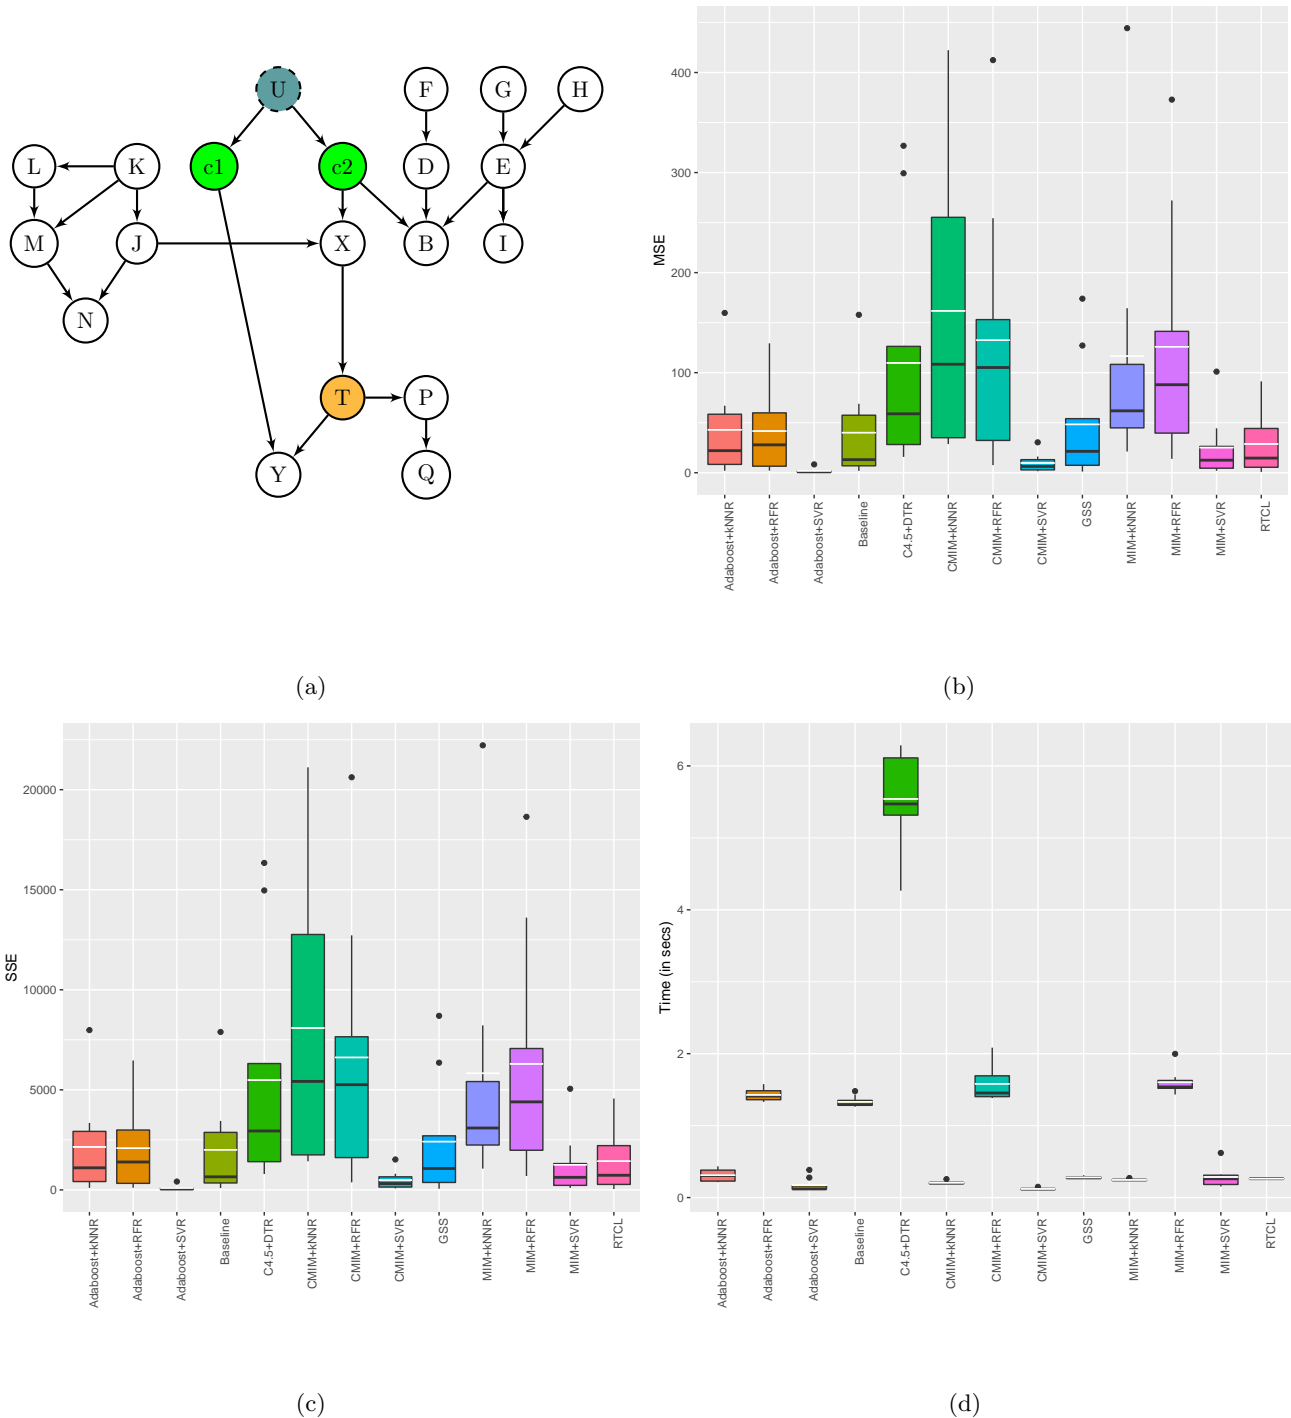 U F G H
L K c1 c2 D E
M J X B I
N
T P
Y Q
(a)
MSE
400
300
200
100
0
Adaboost+kNNR
Adaboost+RFR
Adaboost+SVR
Baseline
C4.5+DTR
CMIM+kNNR
CMIM+RFR
CMIM+SVR
GSS
MIM+kNNR
MIM+RFR
MIM+SVR
RTCL
(b)
SSE
20000
15000
10000
5000
0
Adaboost+kNNR
Adaboost+RFR
Adaboost+SVR
Baseline
C4.5+DTR
CMIM+kNNR
CMIM+RFR
CMIM+SVR
GSS
MIM+kNNR
MIM+RFR
MIM+SVR
RTCL
(c)
Time (in secs)
6
4
2
0
Adaboost+kNNR
Adaboost+RFR
Adaboost+SVR
Baseline
C4.5+DTR
CMIM+kNNR
CMIM+RFR
CMIM+SVR
GSS
MIM+kNNR
MIM+RFR
MIM+SVR
RTCL
(d)